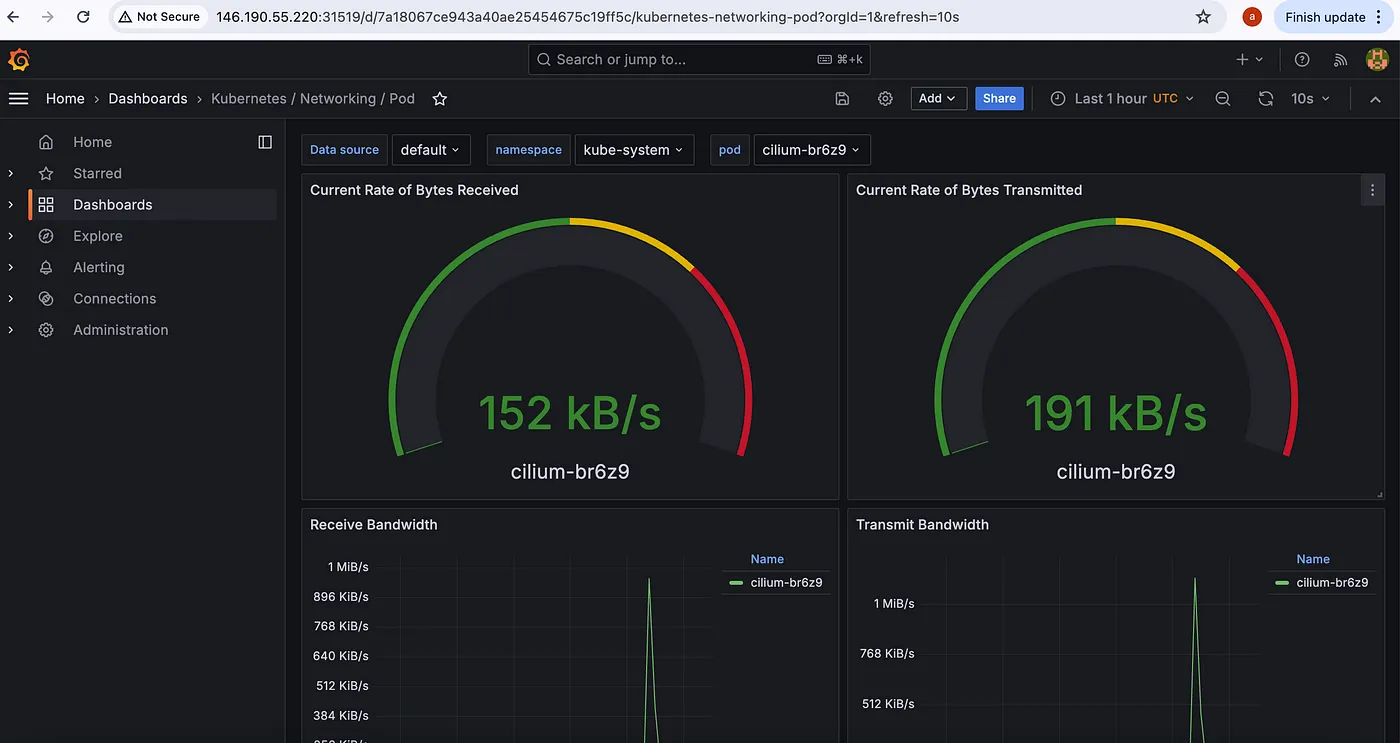 Not Secure 146.190.55.220:31519/d/7a18067ce943a40ae25454675c19ff5c/kubernetes-networking-pod?orgId=1&refresh=10s a Finish update
Search or jump to... ⌘+k
Home › Dashboards › Kubernetes / Networking / Pod Add Share Last 1 hour UTC 10s
Home
Starred
Dashboards
Explore
Alerting
Connections
Administration
Data source default namespace kube-system pod cilium-br6z9
Current Rate of Bytes Received
152 kB/s
cilium-br6z9
Current Rate of Bytes Transmitted
191 kB/s
cilium-br6z9
Receive Bandwidth
1 MiB/s
896 KiB/s
768 KiB/s
640 KiB/s
512 KiB/s
384 KiB/s
Name
cilium-br6z9
Transmit Bandwidth
1 MiB/s
768 KiB/s
512 KiB/s
Name
cilium-br6z9